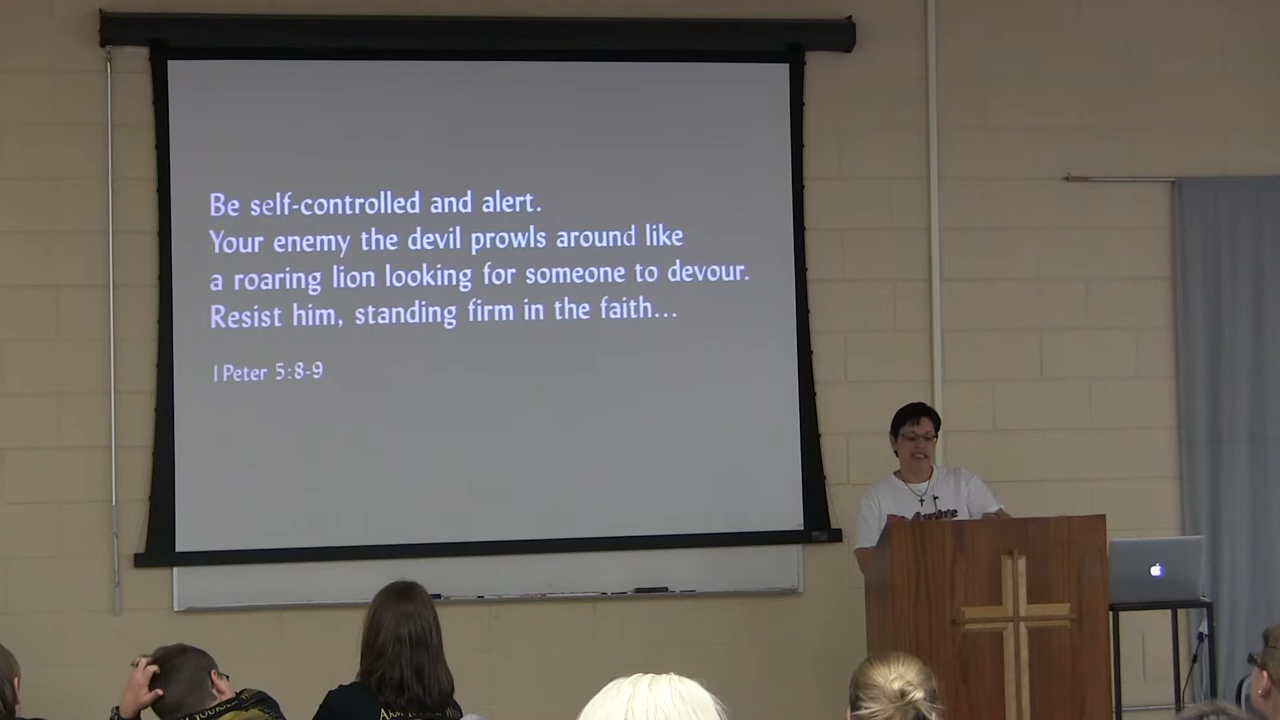 Be self-controlled and alert.
Your enemy the devil prowls around like
a roaring lion looking for someone to devour.
Resist him, standing firm in the faith...
1 Peter 5:8-9